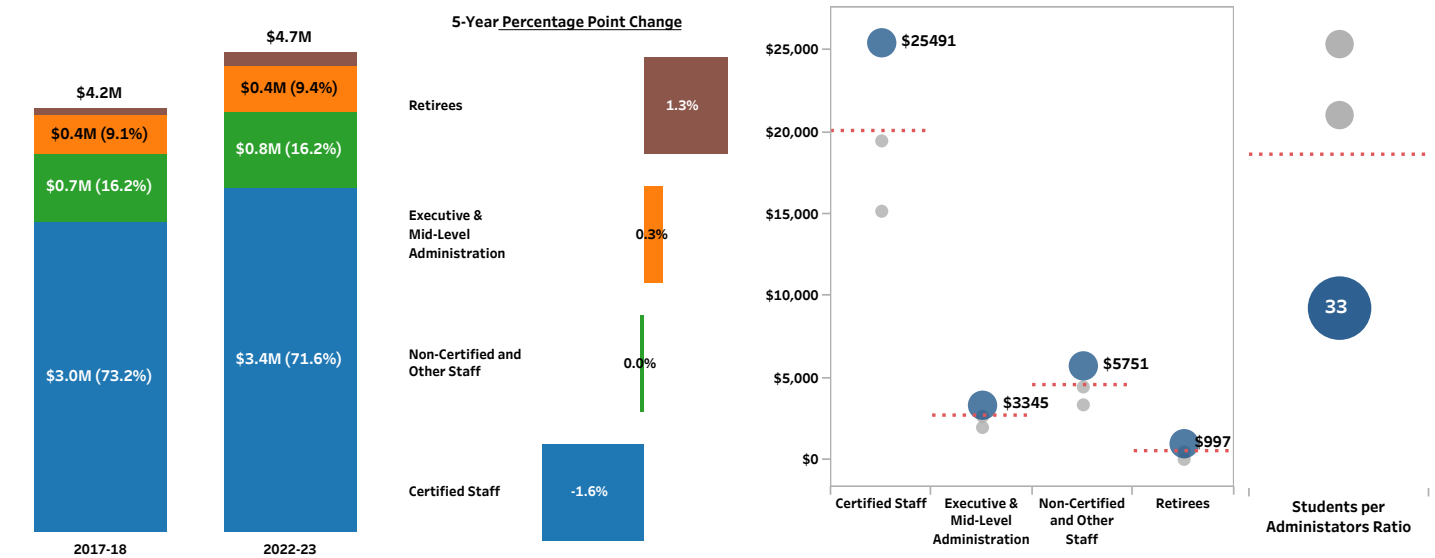 $4.2M
$0.4M (9.1%)
$0.7M (16.2%)
$3.0M (73.2%)
2017-18
$4.7M
$0.4M (9.4%)
$0.8M (16.2%)
$3.4M (71.6%)
2022-23
5-Year Percentage Point Change
Retirees
1.3%
Executive &
Mid-Level
Administration
0.3%
Non-Certified and
Other Staff
0.0%
Certified Staff
-1.6%
$25,000
$20,000
$15,000
$10,000
$5,000
$0
$25491
$3345
$5751
$997
Certified Staff
Executive &
Mid-Level
Administration
Non-Certified
and Other
Staff
Retirees
33
Students per
Administators Ratio